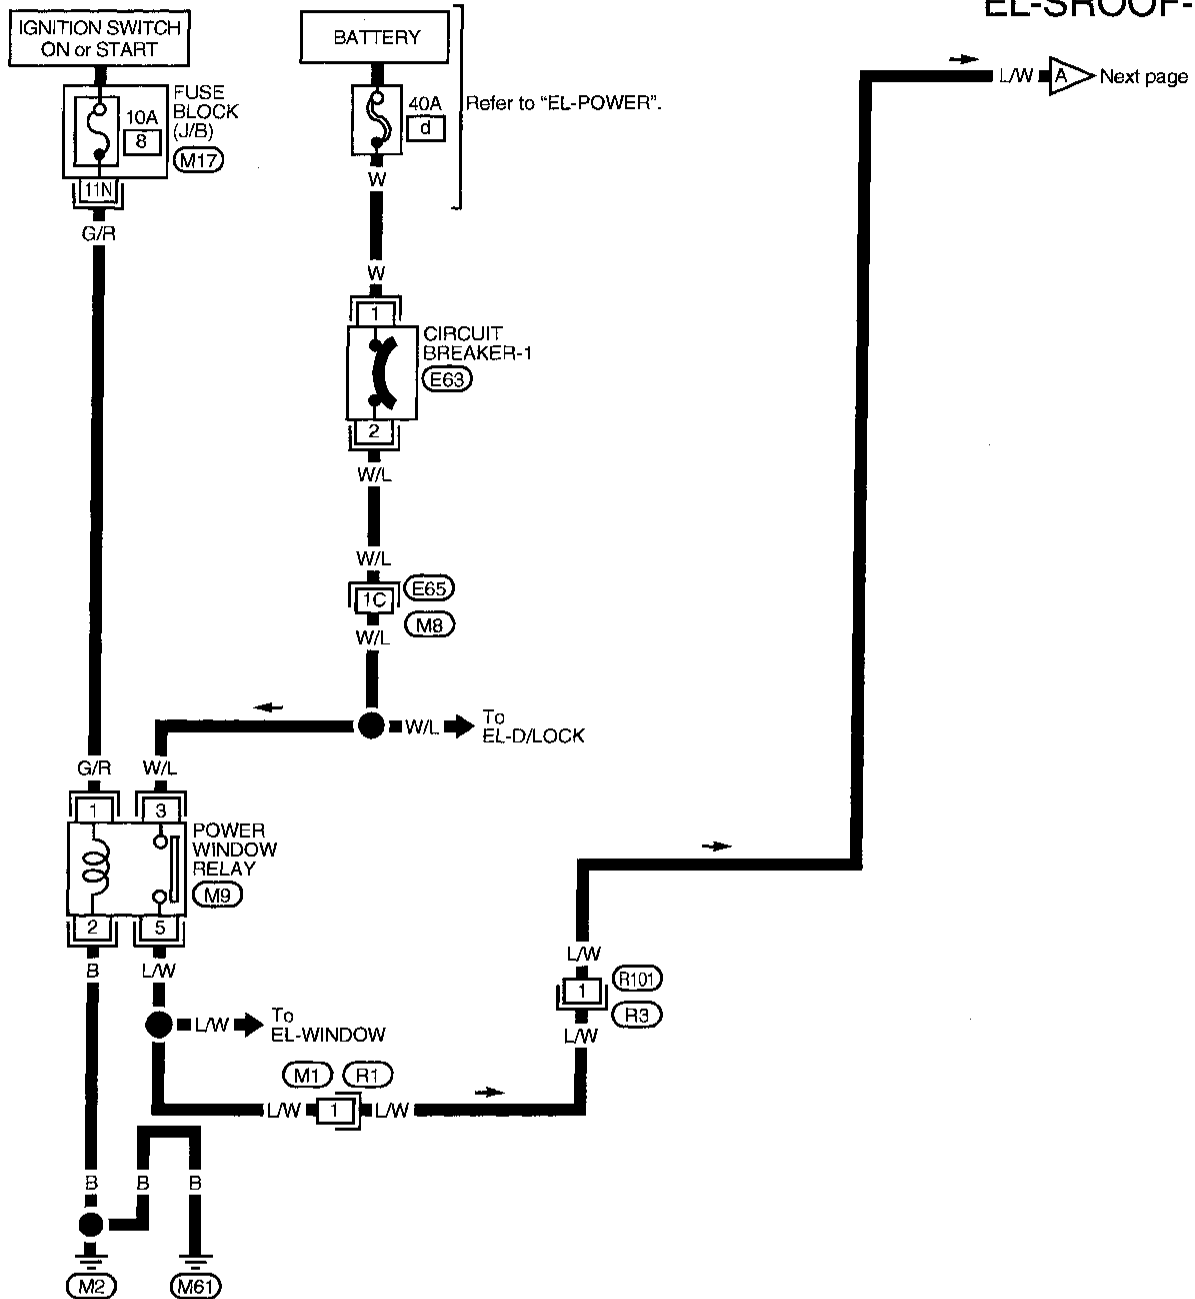 EL-SROOF-
IGNITION SWITCH
ON or START
BATTERY
L/W
A
Next page
FUSE
BLOCK
(J/B)
M17
10A
8
40A
d
Refer to "EL-POWER".
11N
W
G/R
W
1
CIRCUIT
BREAKER-1
E63
2
W/L
W/L
1C
E65
M8
W/L
W/L
To
EL-D/LOCK
G/R
W/L
1
3
POWER
WINDOW
RELAY
M9
2
5
B
L/W
L/W
1
R101
R3
L/W
L/W
To
EL-WINDOW
M1
R1
L/W
1
L/W
B
B
B
M2
M61